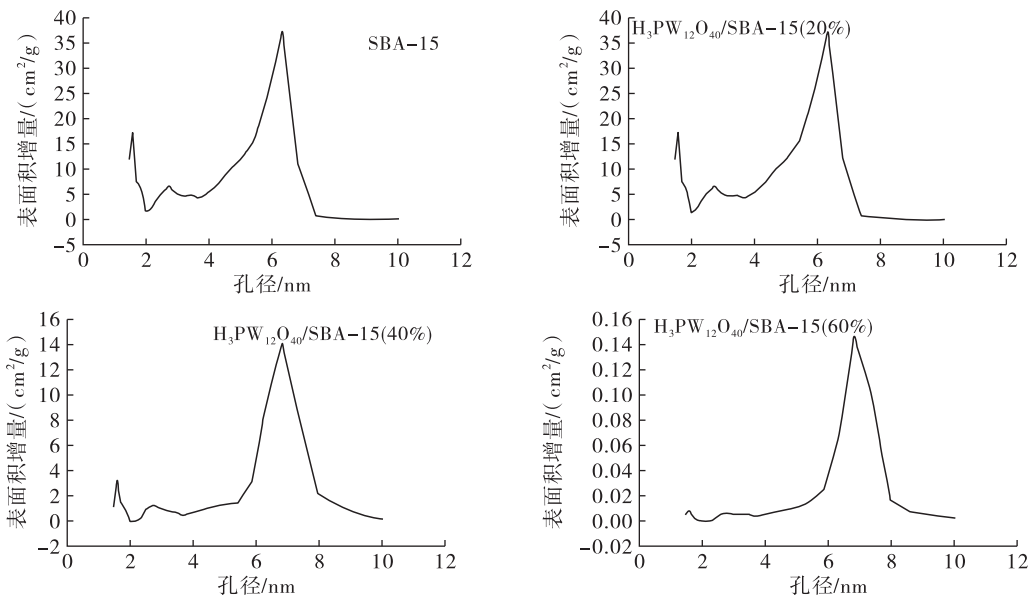 40
35
30
25
20
15
10
5
0
−5
表面积增量/(cm²/g)
SBA-15
0 2 4 6 8 10 12
孔径/nm
40
35
30
25
20
15
10
5
0
−5
表面积增量/(cm²/g)
H₃PW₁₂O₄₀/SBA-15(20%)
0 2 4 6 8 10 12
孔径/nm
16
14
12
10
8
6
4
2
0
−2
表面积增量/(cm²/g)
H₃PW₁₂O₄₀/SBA-15(40%)
0 2 4 6 8 10 12
孔径/nm
0.16
0.14
0.12
0.10
0.08
0.06
0.04
0.02
0.00
−0.02
表面积增量/(cm²/g)
H₃PW₁₂O₄₀/SBA-15(60%)
0 2 4 6 8 10 12
孔径/nm